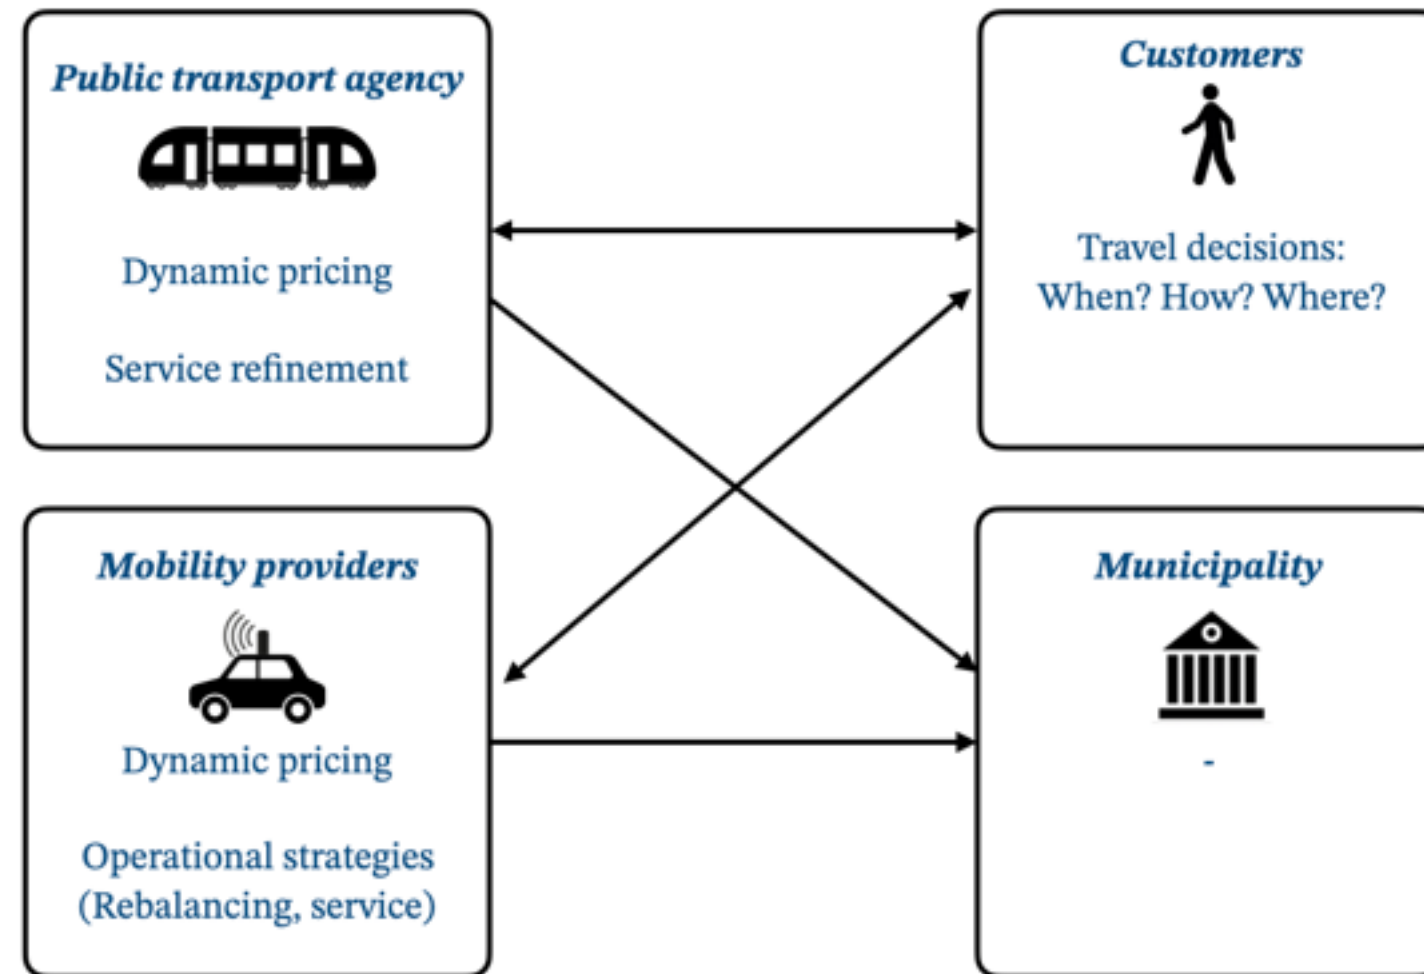 Public transport agency
Dynamic pricing
Service refinement
Customers
Travel decisions:
When? How? Where?
Mobility providers
Dynamic pricing
Operational strategies
(Rebalancing, service)
Municipality
-